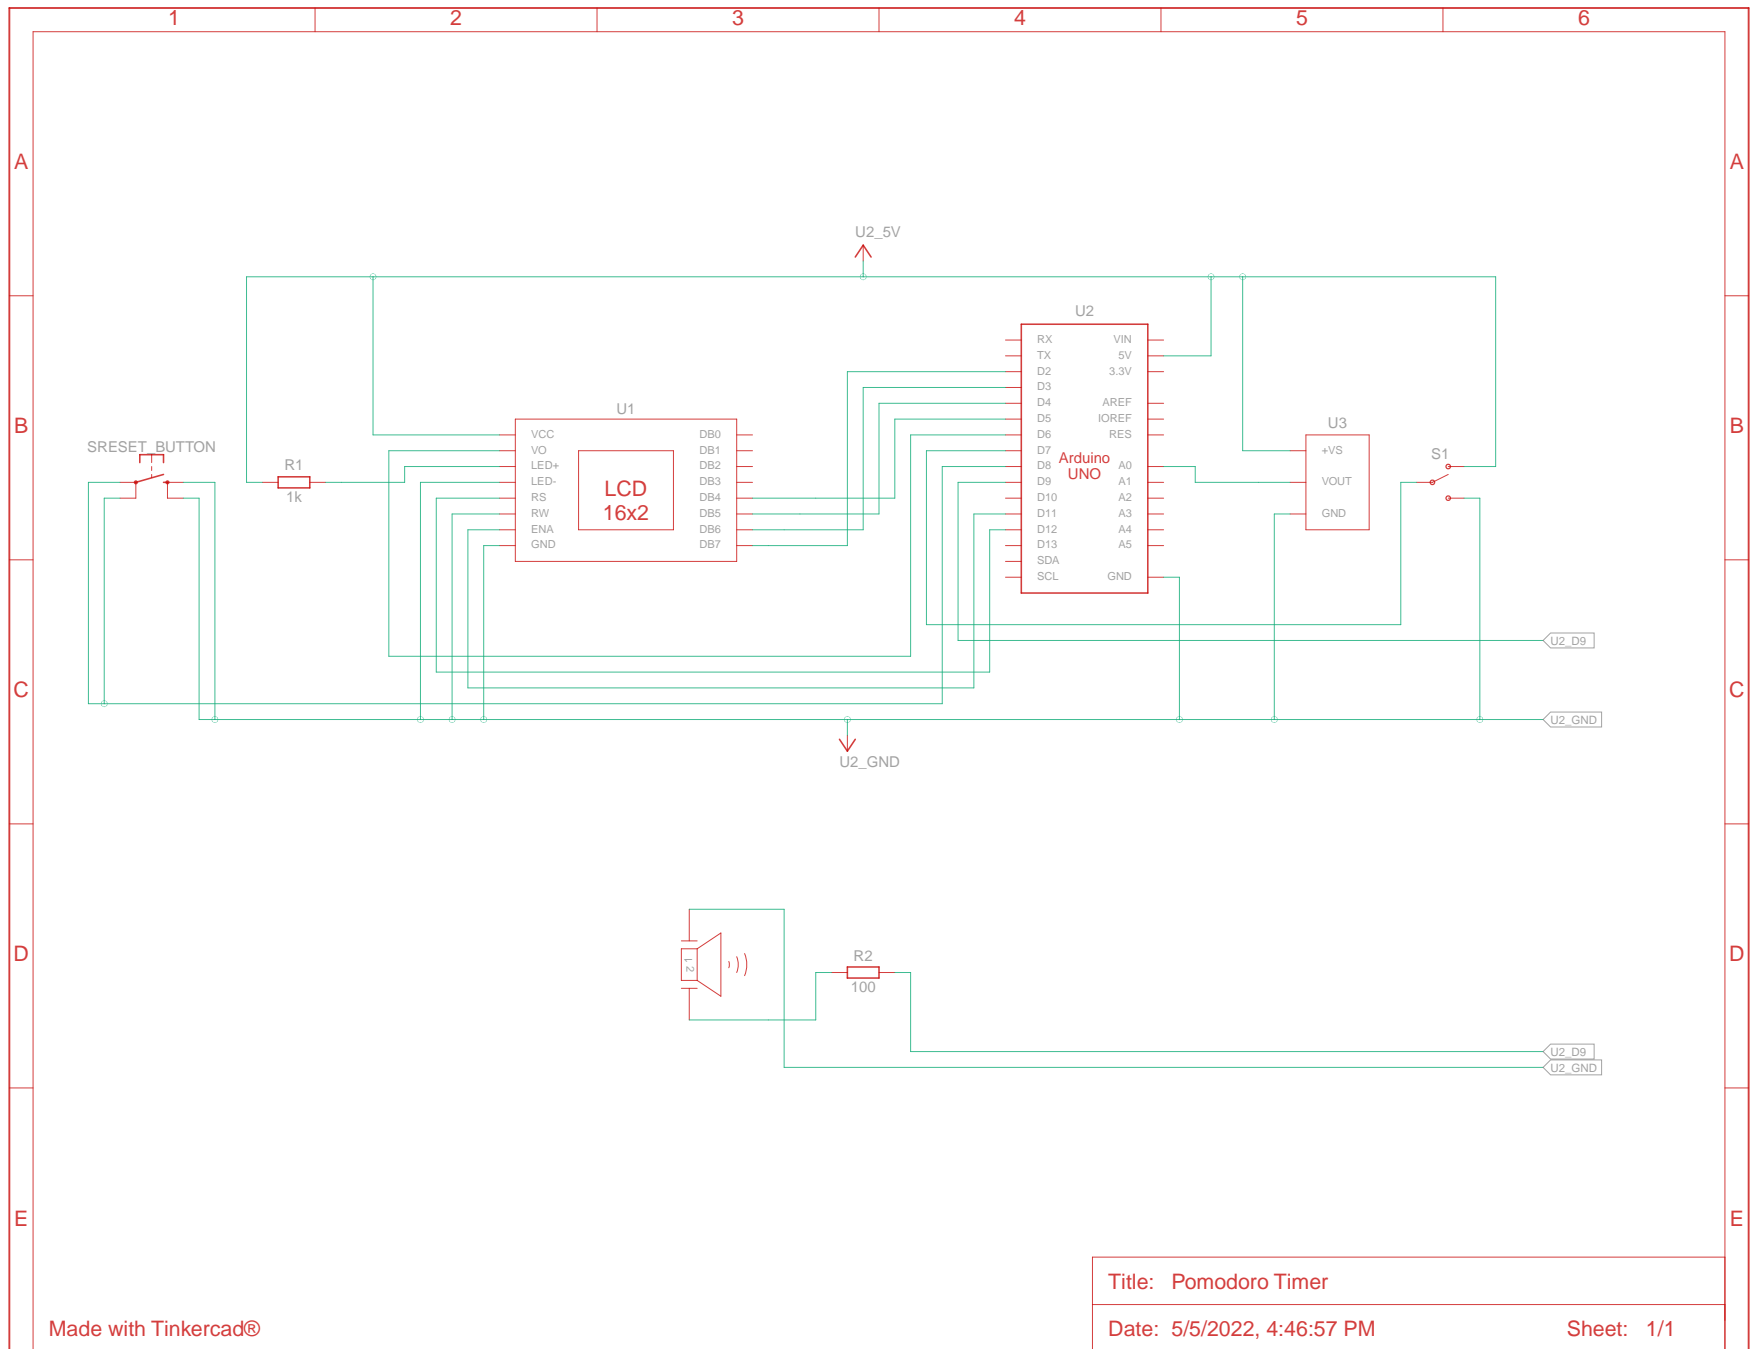 1 2 3 4 5 6
A A
U2_5V
U2
RX VIN
TX 5V
D2 3.3V
D3
D4 AREF
D5 IOREF
D6 RES
D7
D8 A0
D9 A1
D10 A2
D11 A3
D12 A4
D13 A5
SDA
SCL GND
Arduino
UNO
B B
U1
VCC DB0
VO DB1
LED+ DB2
LED- DB3
RS DB4
RW DB5
ENA DB6
GND DB7
LCD
16x2
SRESET_BUTTON
R1
1k
U3
+VS
VOUT
GND
S1
U2_D9
C C
U2_GND
U2_GND
D D
1 2
R2
100
U2_D9
U2_GND
E E
Title: Pomodoro Timer
Made with Tinkercad®
Date: 5/5/2022, 4:46:57 PM Sheet: 1/1